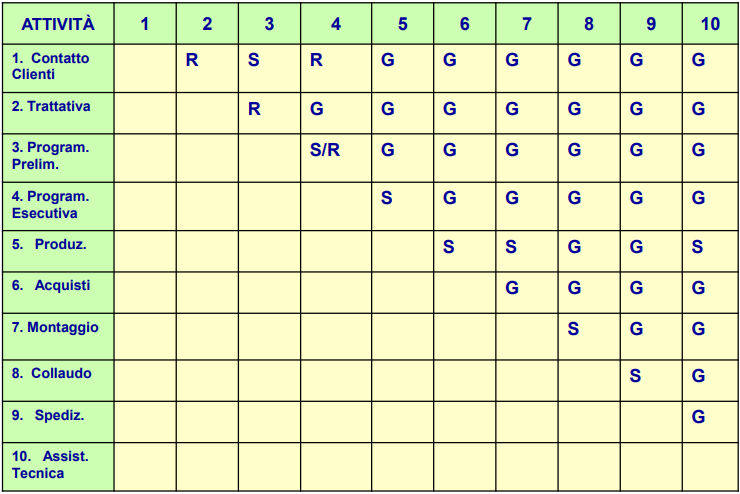 ATTIVITÀ 1 2 3 4 5 6 7 8 9 10
1. Contatto R S R G G G G G G
Clienti
2. Trattativa R G G G G G G G
3. Program. S/R G G G G G G
Prelim.
4. Program. S G G G G G
Esecutiva
5. Produz. S S G G S
6. Acquisti G G G G
7. Montaggio S G G
8. Collaudo S G
9. Spediz. G
10. Assist.
Tecnica